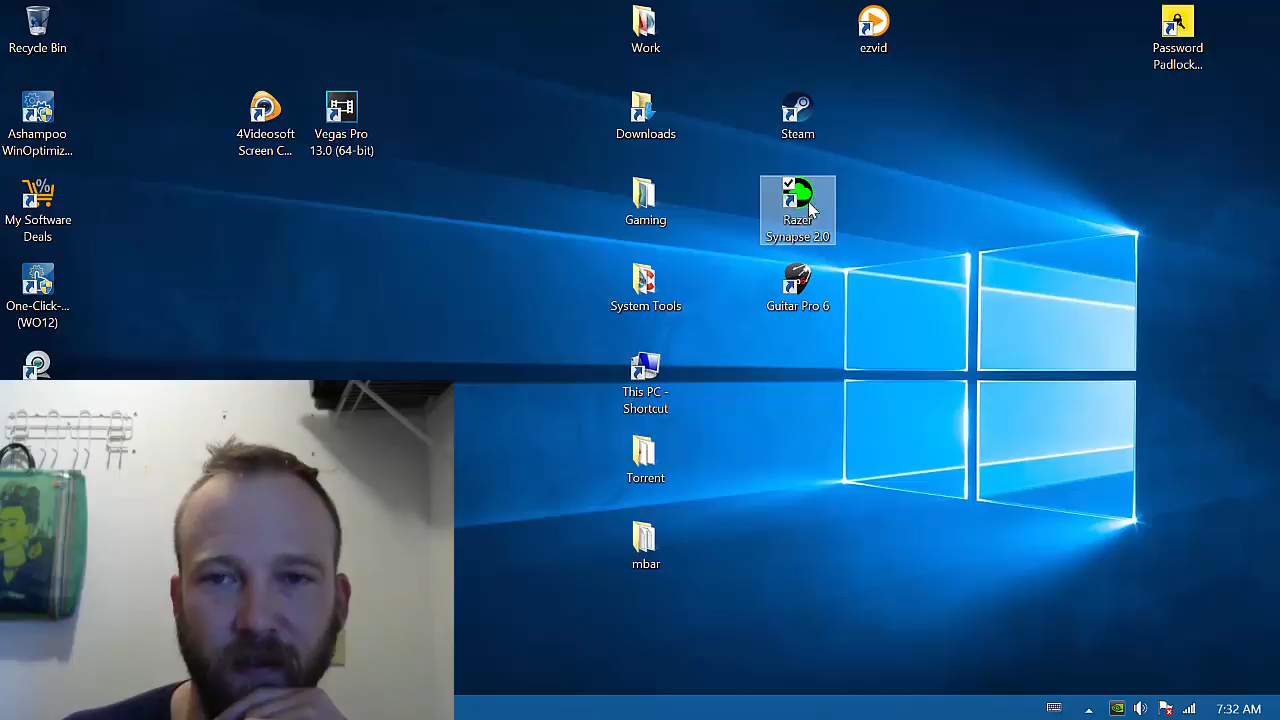 Recycle Bin
Work
ezvid
Password
Padlock...
Ashampoo
WinOptimiz...
4Videosoft
Screen C...
Vegas Pro
13.0 (64-bit)
Downloads
Steam
My Software
Deals
Gaming
Razer
Synapse 2.0
One-Click-...
(WO12)
System Tools
Guitar Pro 6
This PC -
Shortcut
Torrent
mbar
7:32 AM